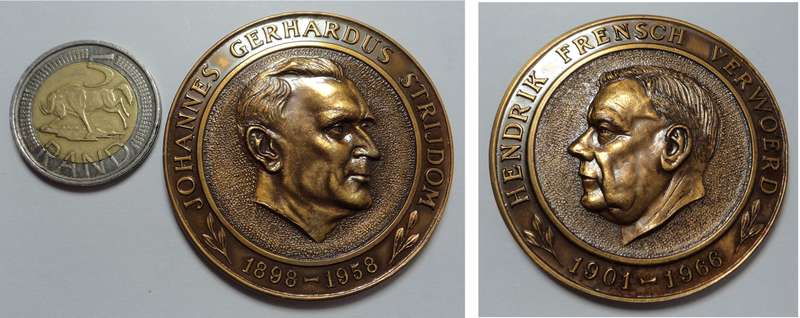 5
RAND
JOHANNES GERHARDUS STRIJDOM
1898-1958
HENDRIK FRENSCH VERWOERD
1901-1966